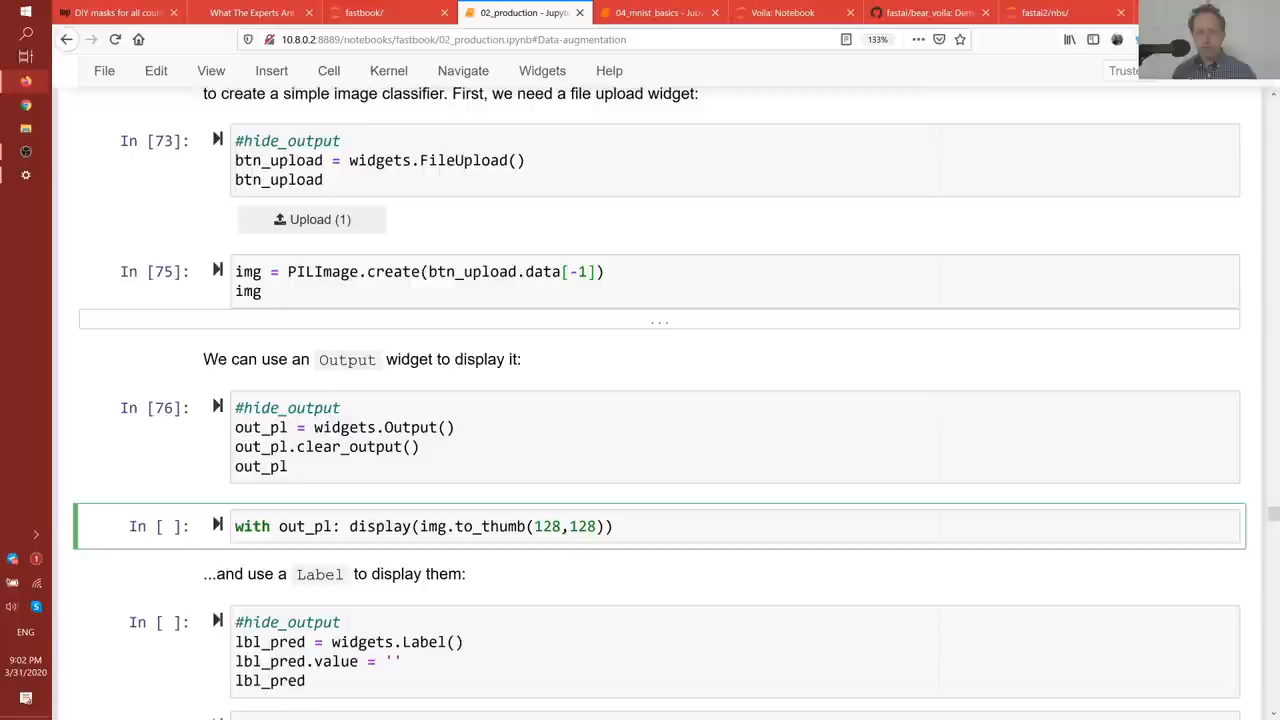 DIY masks for all coul
What The Experts Are
fastbook/
02_production - Jupyt
04_mnist_basics - Jup
Voila: Notebook
fastai/bear_voila: Dem
fastai2/nbs/
10.8.0.2:8889/notebooks/fastbook/02_production.ipynb#Data-augmentation
133%
File Edit View Insert Cell Kernel Navigate Widgets Help
Truste
to create a simple image classifier. First, we need a file upload widget:
In [73]:
#hide_output
btn_upload = widgets.FileUpload()
btn_upload
Upload (1)
In [75]:
img = PILImage.create(btn_upload.data[-1])
img
...
We can use an Output widget to display it:
In [76]:
#hide_output
out_pl = widgets.Output()
out_pl.clear_output()
out_pl
In [ ]:
with out_pl: display(img.to_thumb(128,128))
...and use a Label to display them:
In [ ]:
#hide_output
lbl_pred = widgets.Label()
lbl_pred.value = ''
lbl_pred
1
ENG
9:02 PM
3/31/2020